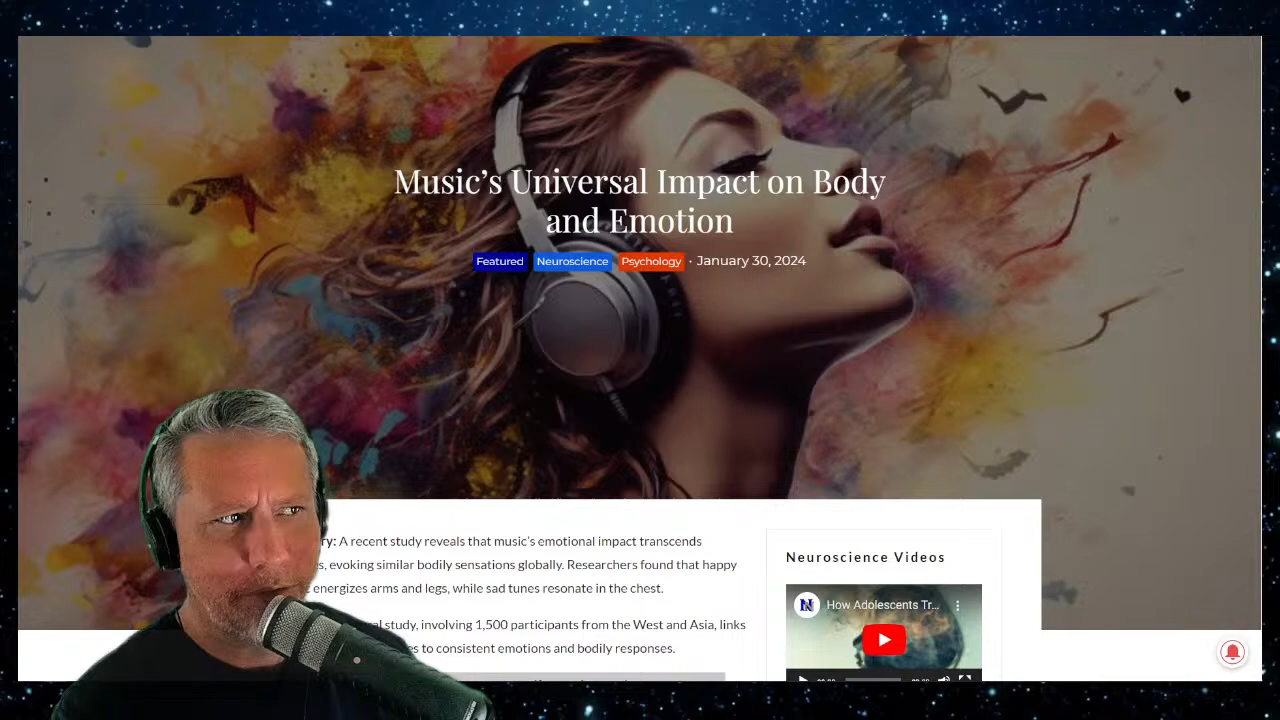 Music’s Universal Impact on Body
and Emotion
Featured Neuroscience Psychology · January 30, 2024
ry: A recent study reveals that music’s emotional impact transcends
s, evoking similar bodily sensations globally. Researchers found that happy
energizes arms and legs, while sad tunes resonate in the chest.
study, involving 1,500 participants from the West and Asia, links
to consistent emotions and bodily responses.
Neuroscience Videos
N How Adolescents Tr...